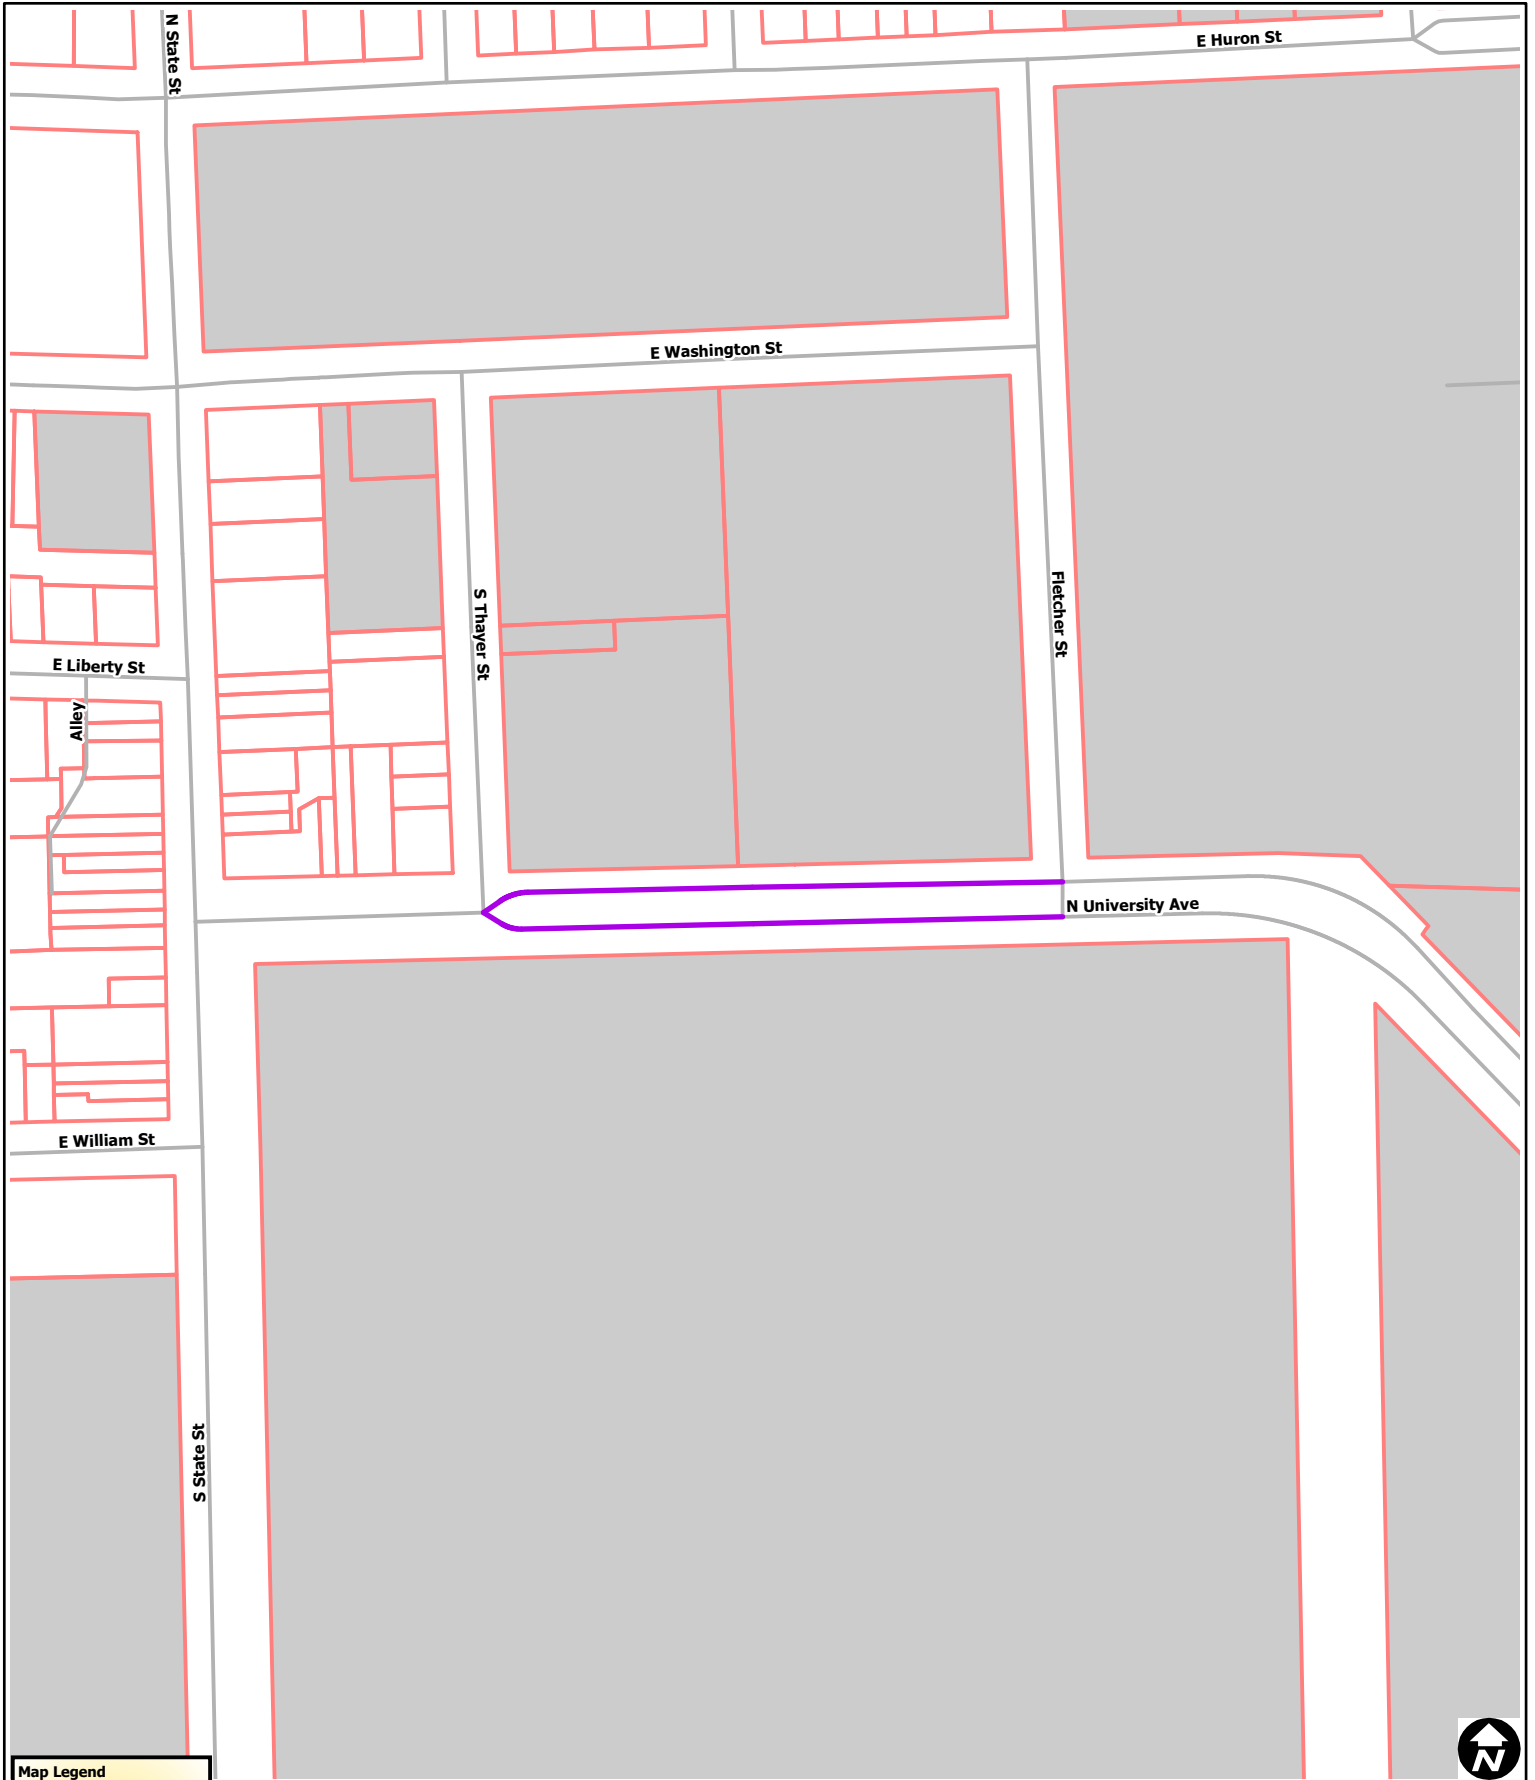 N State St
E Huron St
E Washington St
Fletcher St
S Thayer St
E Liberty St
Alley
N University Ave
E William St
S State St
N
Map Legend